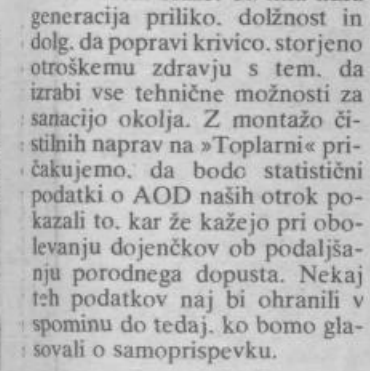 generacija priliko. dolžnost in
dolg. da popravi krivico. storjeno
otroškemu zdravju s tem. da
izrabi vse tehnične možnosti za
sanacijo okolja. Z montažo či-
stilnih naprav na »Toplarni« pri-
čakujemo. da bodo statistični
podatki o AOD naših otrok po-
kazali to. kar že kažejo pri obo-
levanju dojenčkov ob podaljša-
nju porodnega dopusta. Nekaj
teh podatkov naj bi ohranili v
spominu do tedaj. ko bomo gla-
sovali o samoprispevku.